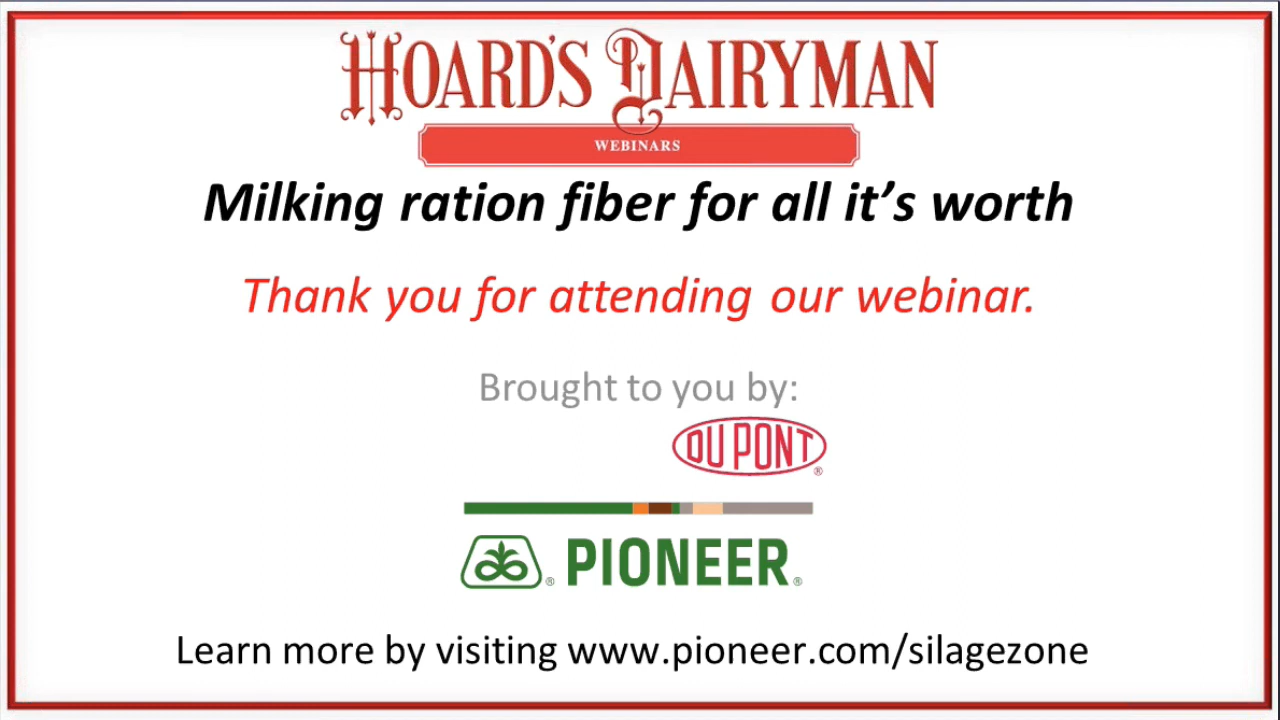 HOARD'S DAIRYMAN
WEBINARS
Milking ration fiber for all it’s worth
Thank you for attending our webinar.
Brought to you by:
DU PONT®
® PIONEER®
Learn more by visiting www.pioneer.com/silagezone